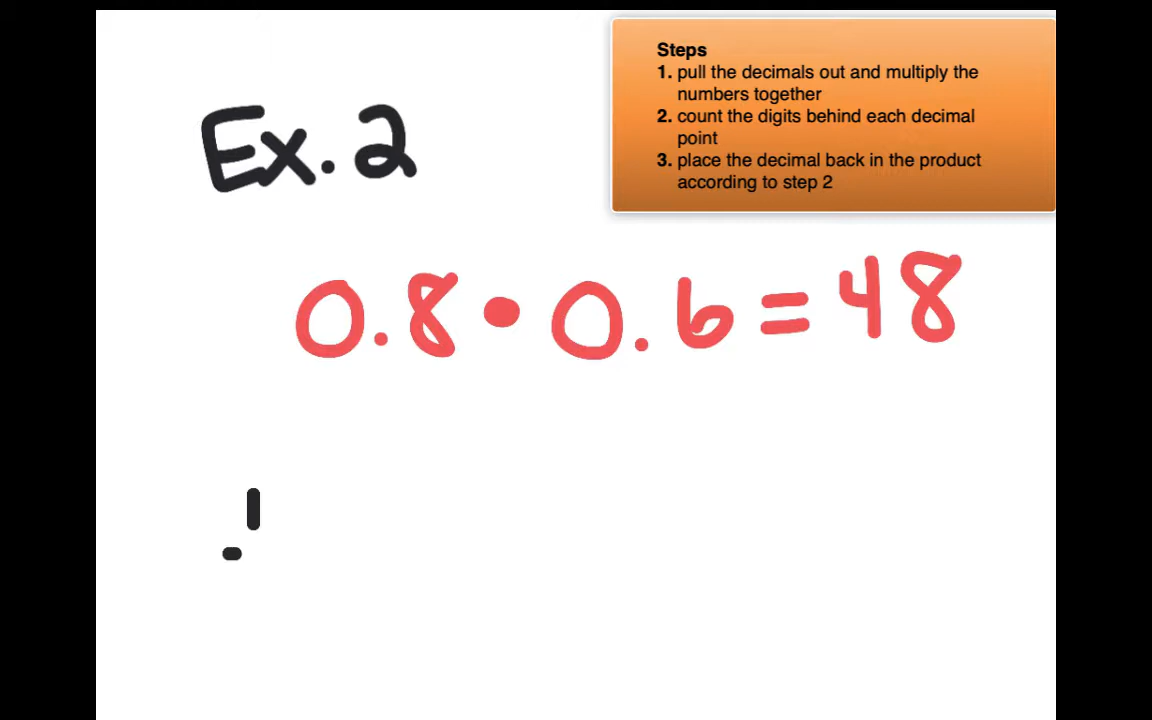 Steps
1. pull the decimals out and multiply the
numbers together
2. count the digits behind each decimal
point
3. place the decimal back in the product
according to step 2
Ex. 2
0.8 • 0.6 = 48